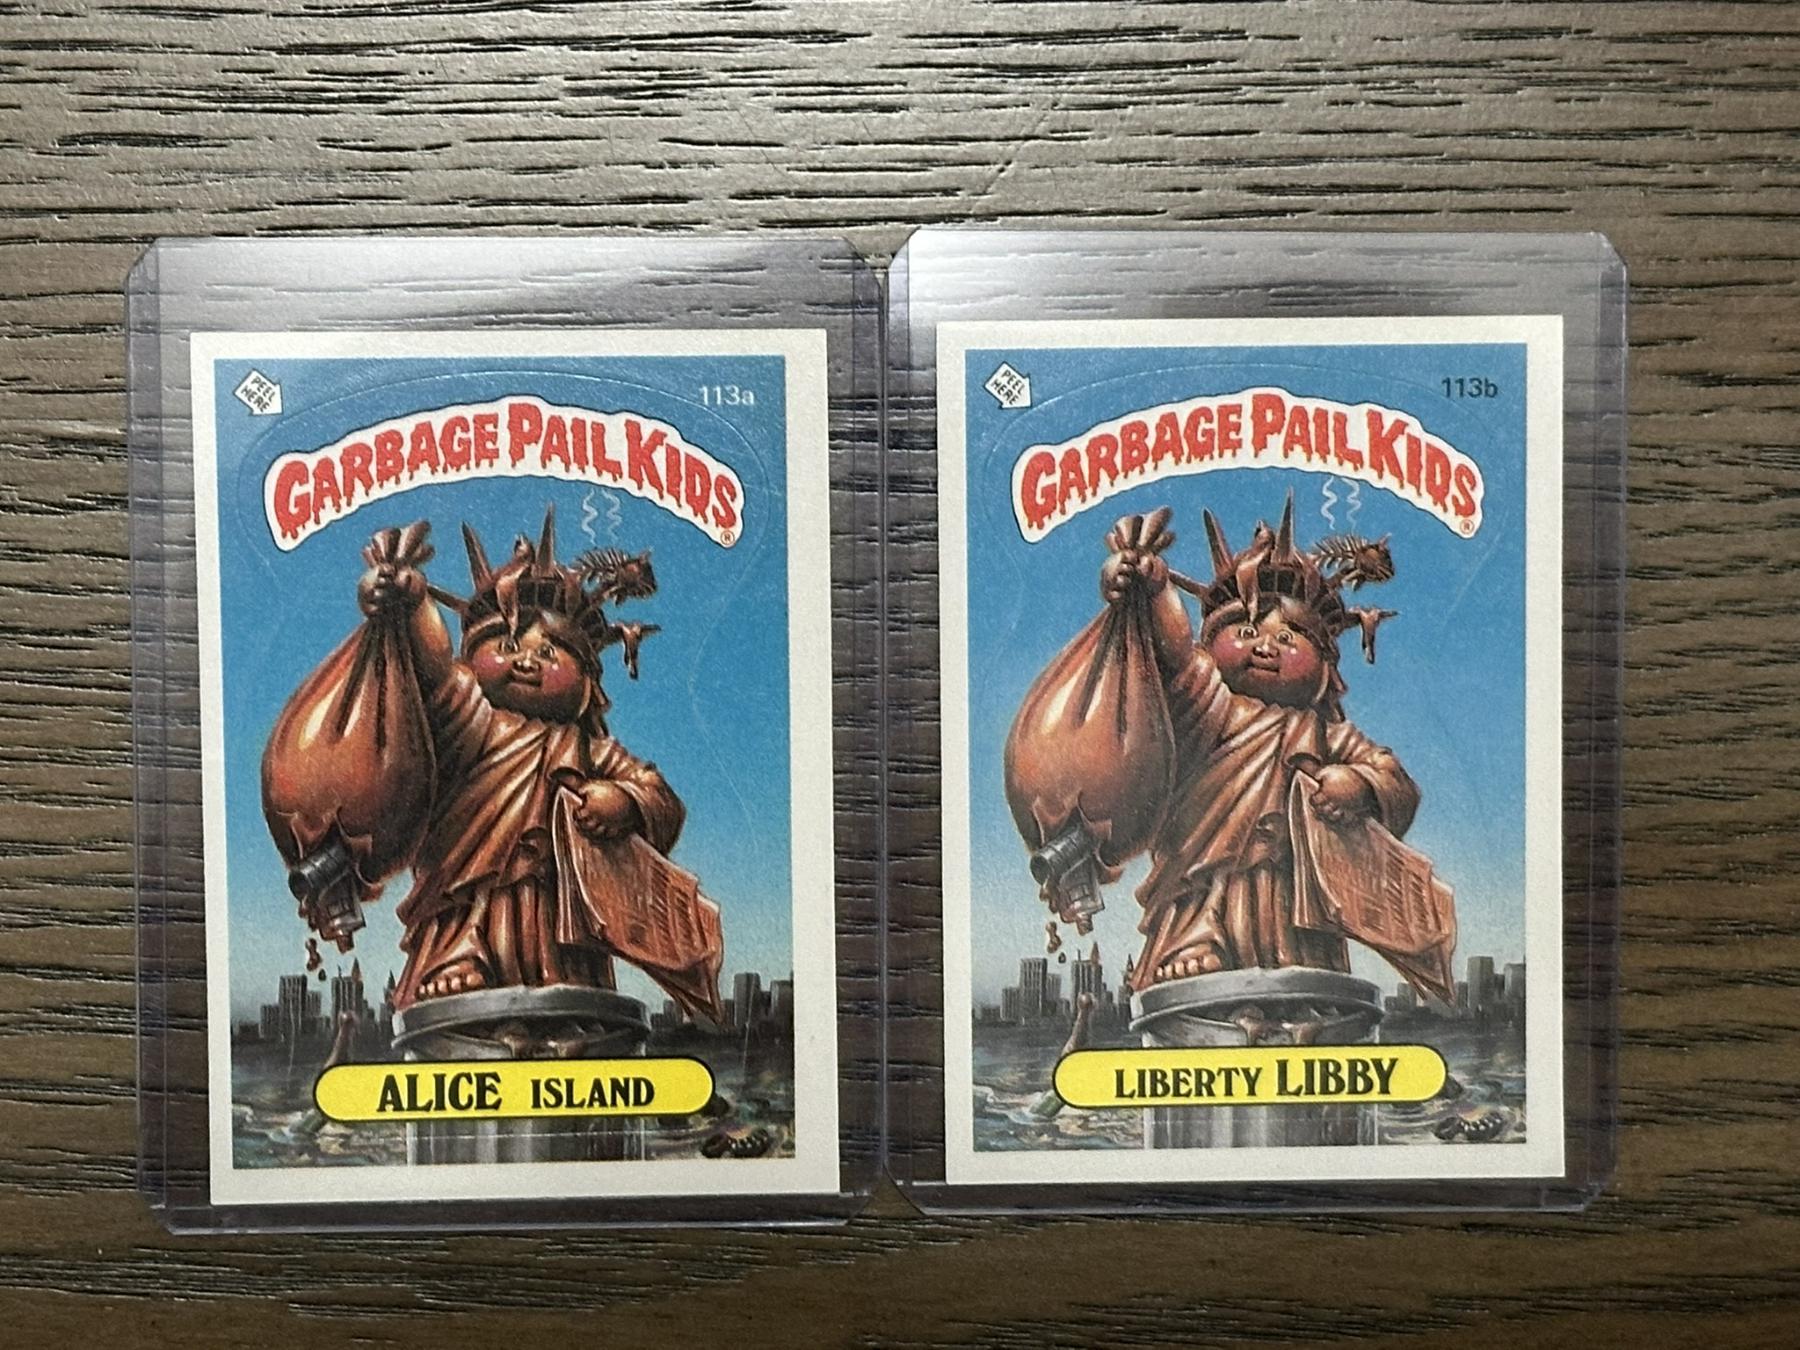 PEEL HERE
113a
GARBAGE PAIL KIDS
®
ALICE ISLAND
PEEL HERE
113b
GARBAGE PAIL KIDS
®
LIBERTY LIBBY